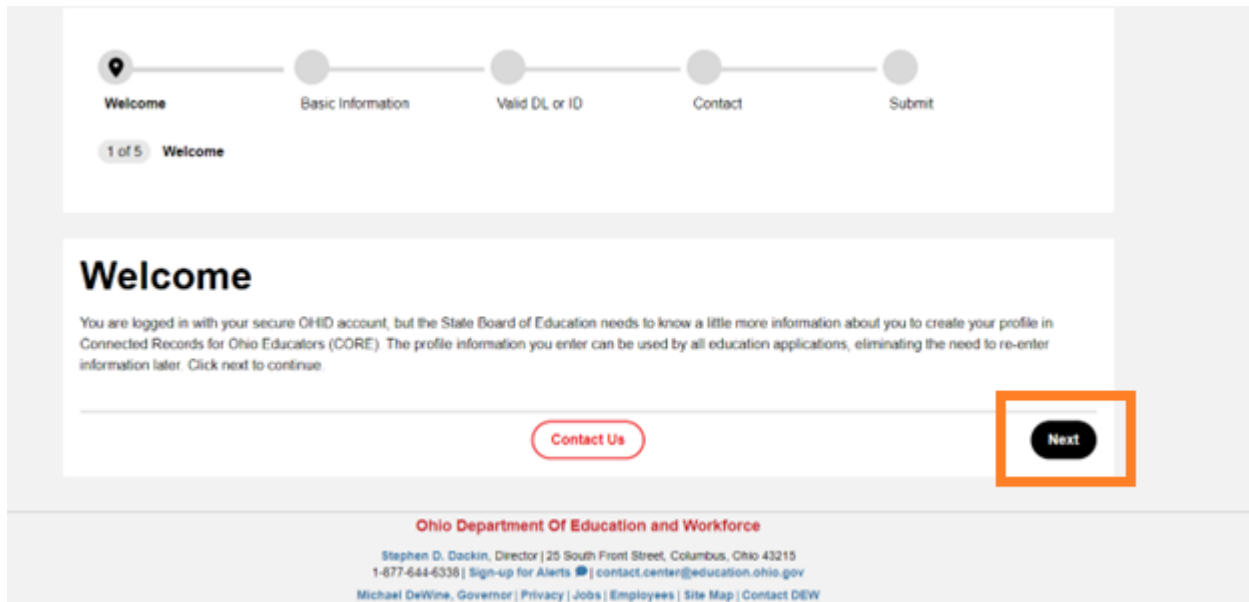 Welcome Basic Information Valid DL or ID Contact Submit
1 of 5 Welcome
Welcome
You are logged in with your secure OHID account, but the State Board of Education needs to know a little more information about you to create your profile in
Connected Records for Ohio Educators (CORE). The profile information you enter can be used by all education applications, eliminating the need to re-enter
information later. Click next to continue.
Contact Us Next
Ohio Department Of Education and Workforce
Stephen D. Dackin, Director | 25 South Front Street, Columbus, Ohio 43215
1-877-644-6338 | Sign-up for Alerts | contact.center@education.ohio.gov
Michael DeWine, Governor | Privacy | Jobs | Employees | Site Map | Contact DEW